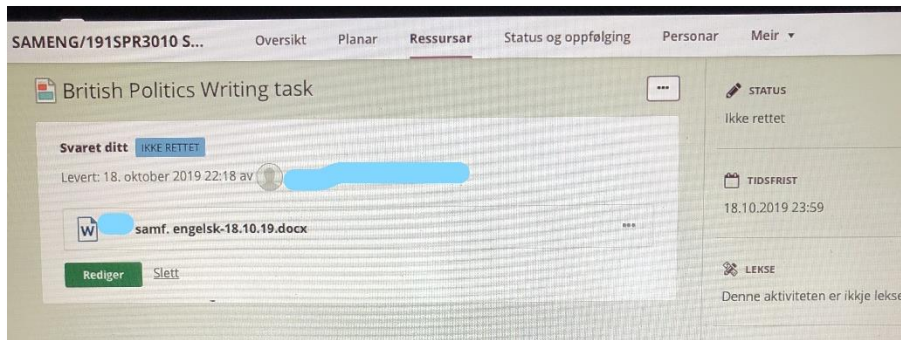 SAMENG/191SPR3010 S...
Oversikt
Planar
Ressursar
Status og oppfølging
Personar
Meir
British Politics Writing task
...
Svaret ditt IKKE RETTET
Levert: 18. oktober 2019 22:18 av
W
samf. engelsk-18.10.19.docx
...
Rediger
Slett
STATUS
Ikke rettet
TIDSFRIST
18.10.2019 23:59
LEKSE
Denne aktiviteten er ikkje lekse